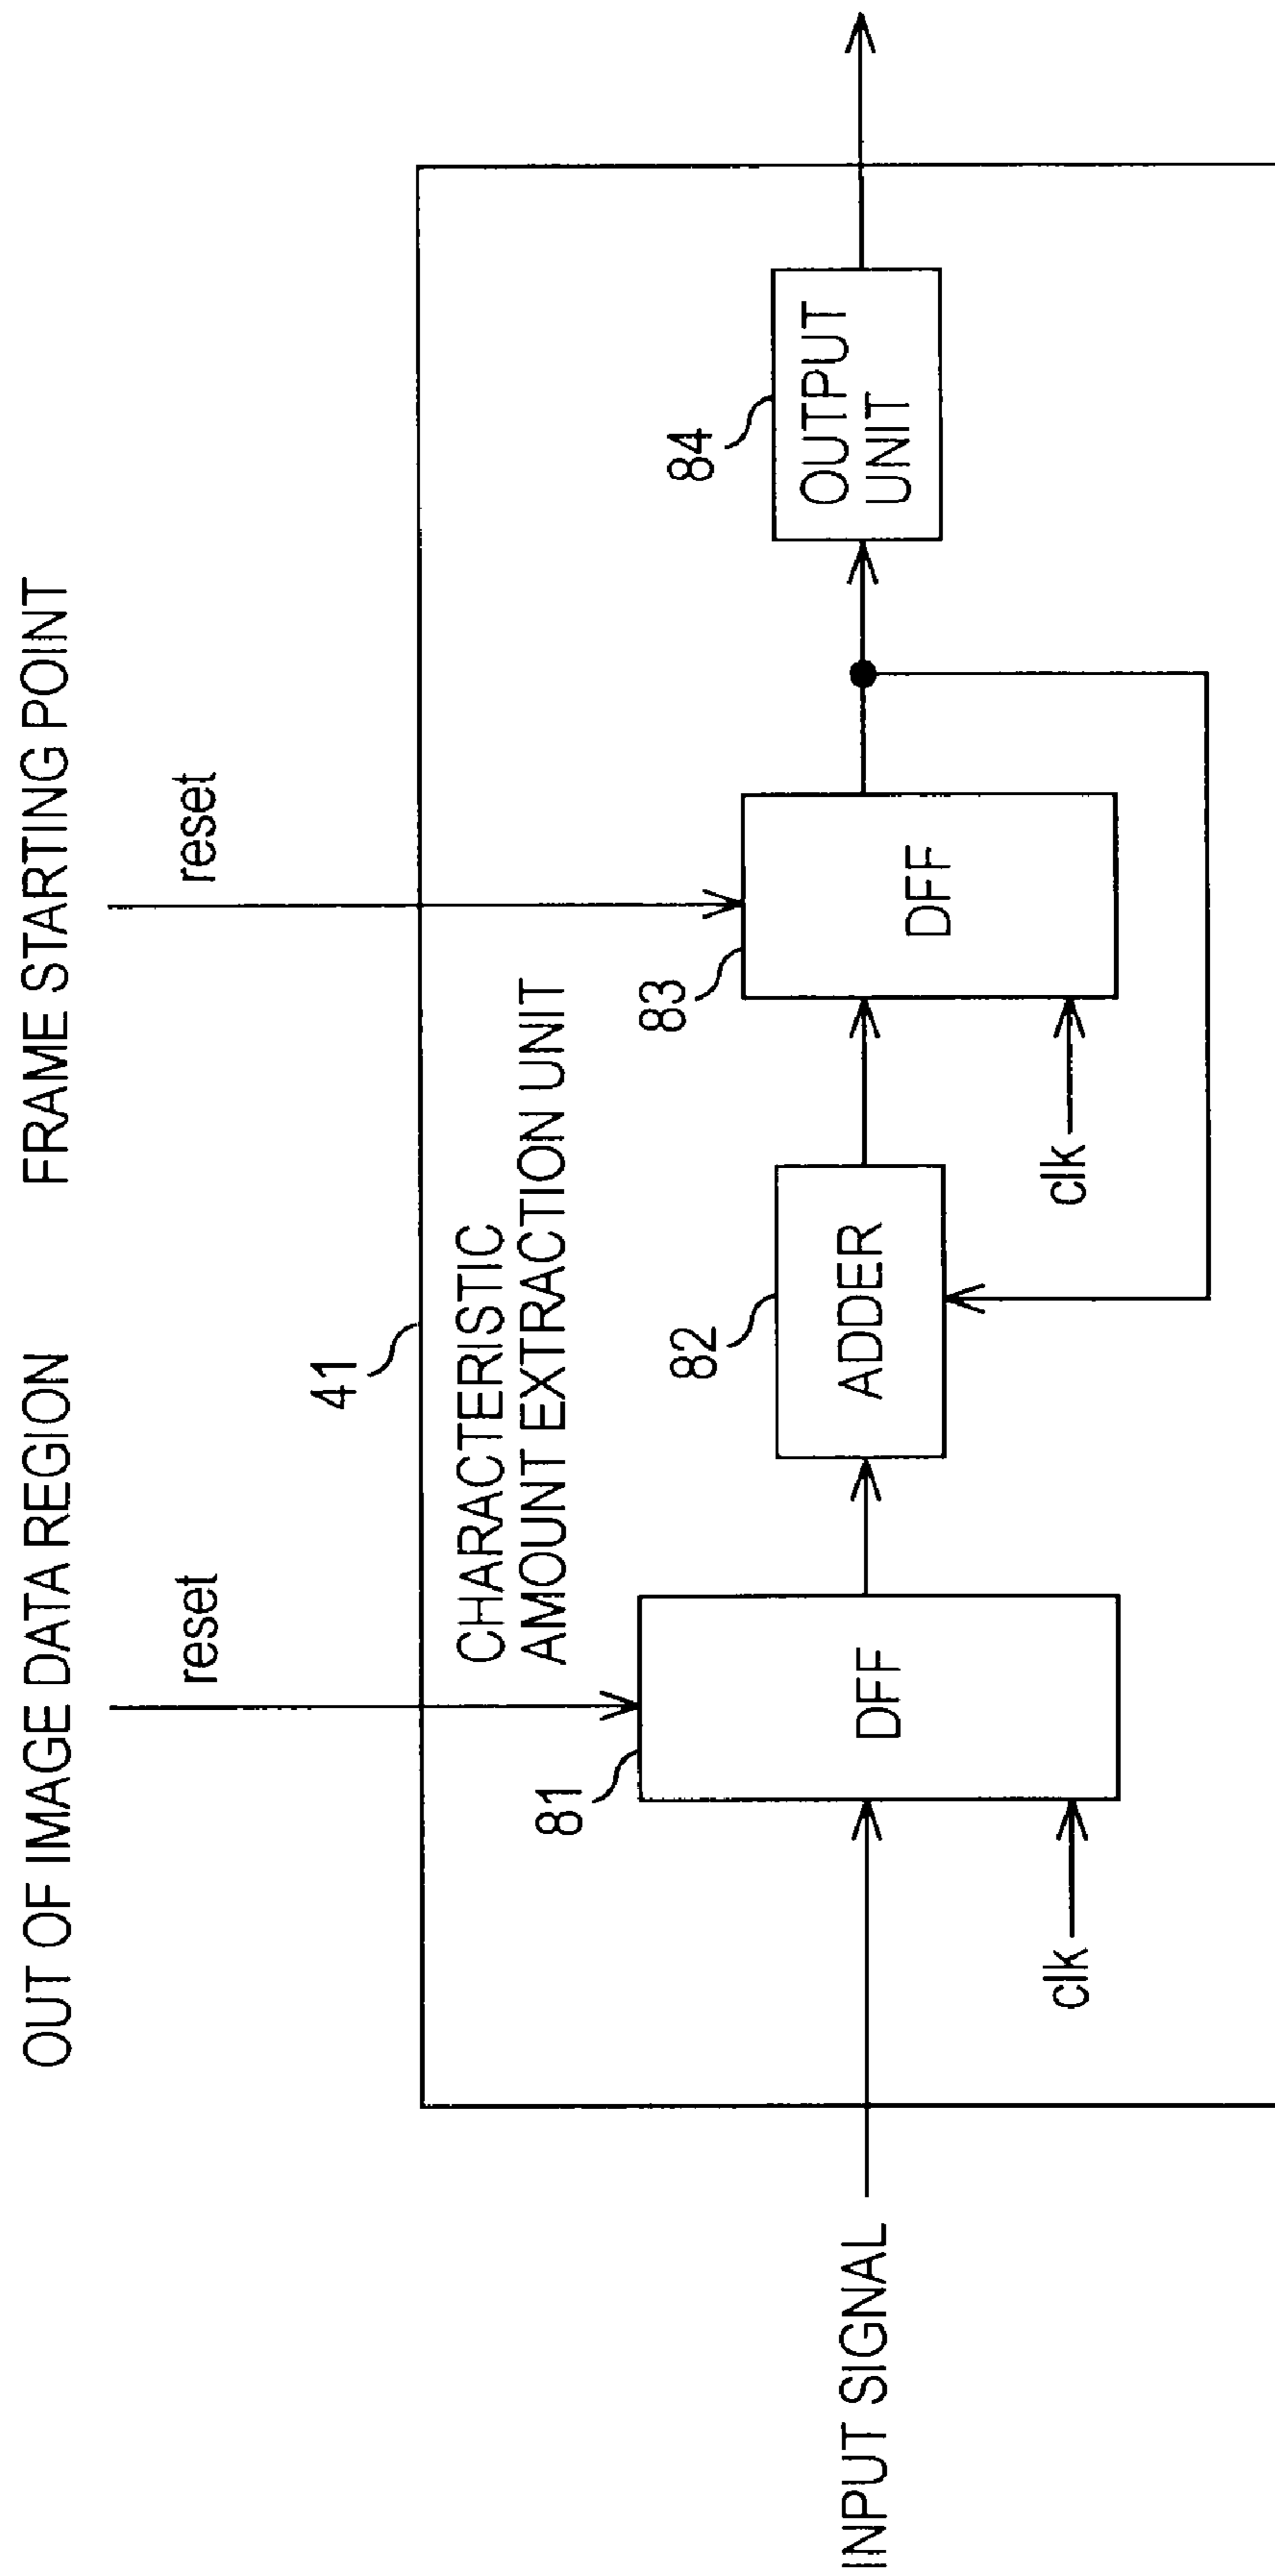 OUT OF IMAGE DATA REGION
FRAME STARTING POINT
reset
reset
41
CHARACTERISTIC
AMOUNT EXTRACTION UNIT
81
82
83
84
INPUT SIGNAL
DFF
ADDER
DFF
OUTPUT
UNIT
clk
clk